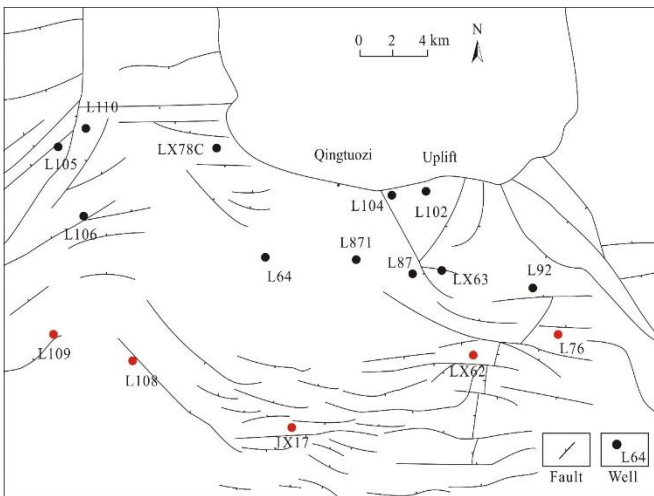 N
0 2 4 km
L110
L105
LX78C
Qingtuozi Uplift
L104
L102
L106
L871
L64
L87
LX63
L92
L109
L108
LX62
L76
JX17
L64
Fault Well